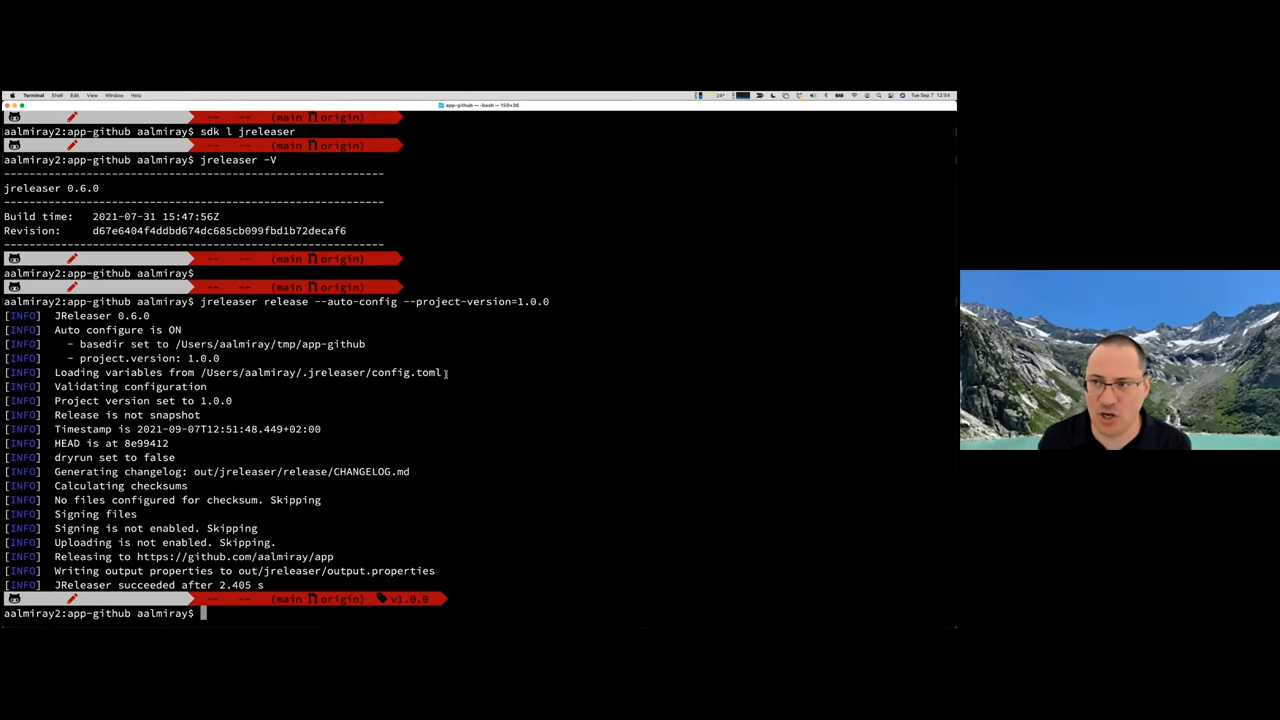 Terminal Shell Edit View Window Help 24° Tue Sep 7 12:54
app-github — -bash — 150×36
-- -- (main origin)
aalmiray2:app-github aalmiray$ sdk l jreleaser
-- -- (main origin)
aalmiray2:app-github aalmiray$ jreleaser -V
------------------------------------------------------------
jreleaser 0.6.0
------------------------------------------------------------
Build time: 2021-07-31 15:47:56Z
Revision: d67e6404f4ddbd674dc685cb099fbd1b72decaf6
------------------------------------------------------------
-- -- (main origin)
aalmiray2:app-github aalmiray$
-- -- (main origin)
aalmiray2:app-github aalmiray$ jreleaser release --auto-config --project-version=1.0.0
[INFO] JReleaser 0.6.0
[INFO] Auto configure is ON
[INFO] - basedir set to /Users/aalmiray/tmp/app-github
[INFO] - project.version: 1.0.0
[INFO] Loading variables from /Users/aalmiray/.jreleaser/config.toml
[INFO] Validating configuration
[INFO] Project version set to 1.0.0
[INFO] Release is not snapshot
[INFO] Timestamp is 2021-09-07T12:51:48.449+02:00
[INFO] HEAD is at 8e99412
[INFO] dryrun set to false
[INFO] Generating changelog: out/jreleaser/release/CHANGELOG.md
[INFO] Calculating checksums
[INFO] No files configured for checksum. Skipping
[INFO] Signing files
[INFO] Signing is not enabled. Skipping
[INFO] Uploading is not enabled. Skipping.
[INFO] Releasing to https://github.com/aalmiray/app
[INFO] Writing output properties to out/jreleaser/output.properties
[INFO] JReleaser succeeded after 2.405 s
-- -- (main origin) v1.0.0
aalmiray2:app-github aalmiray$